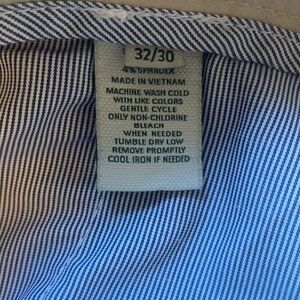 32/30
4% SPANDEX
MADE IN VIETNAM
MACHINE WASH COLD
WITH LIKE COLORS
GENTLE CYCLE
ONLY NON-CHLORINE
BLEACH
WHEN NEEDED
TUMBLE DRY LOW
REMOVE PROMPTLY
COOL IRON IF NEEDED